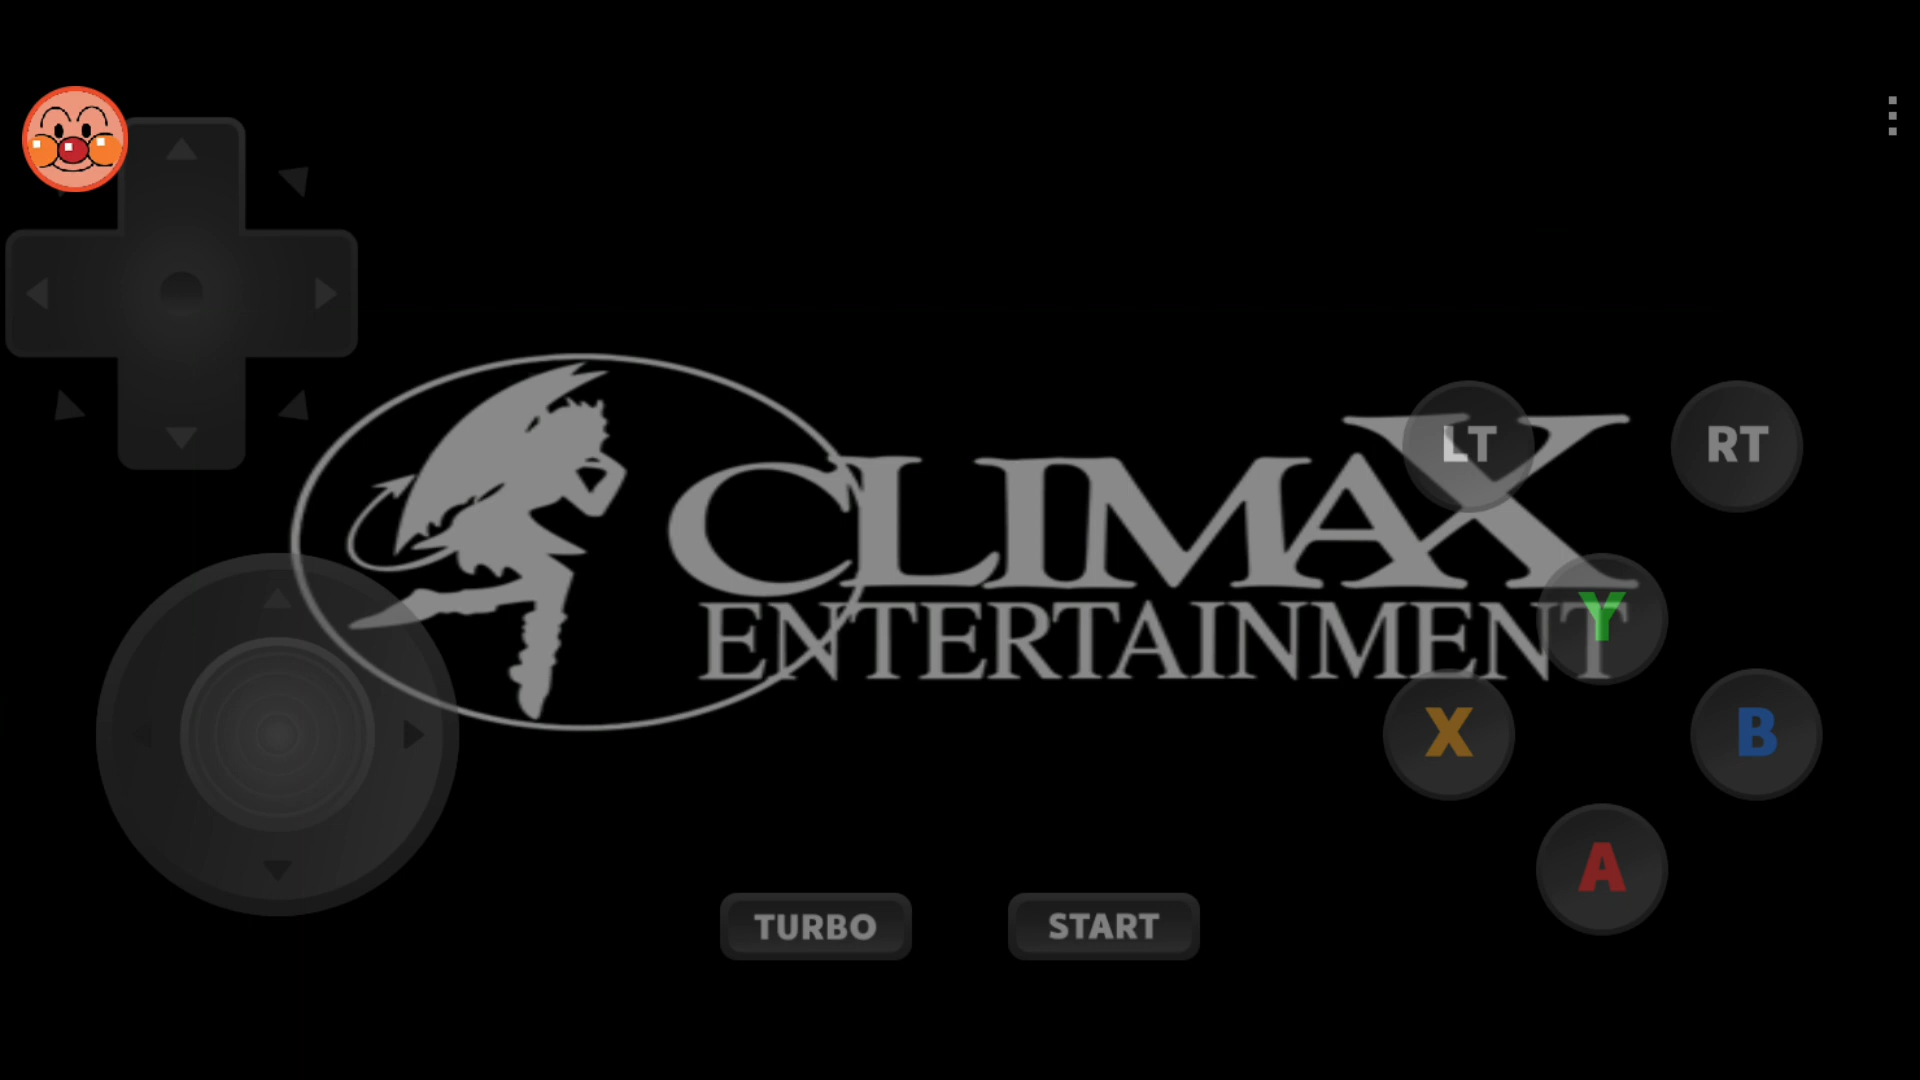 CLIMAX
ENTERTAINMENT
LT
RT
Y
X
B
A
TURBO
START